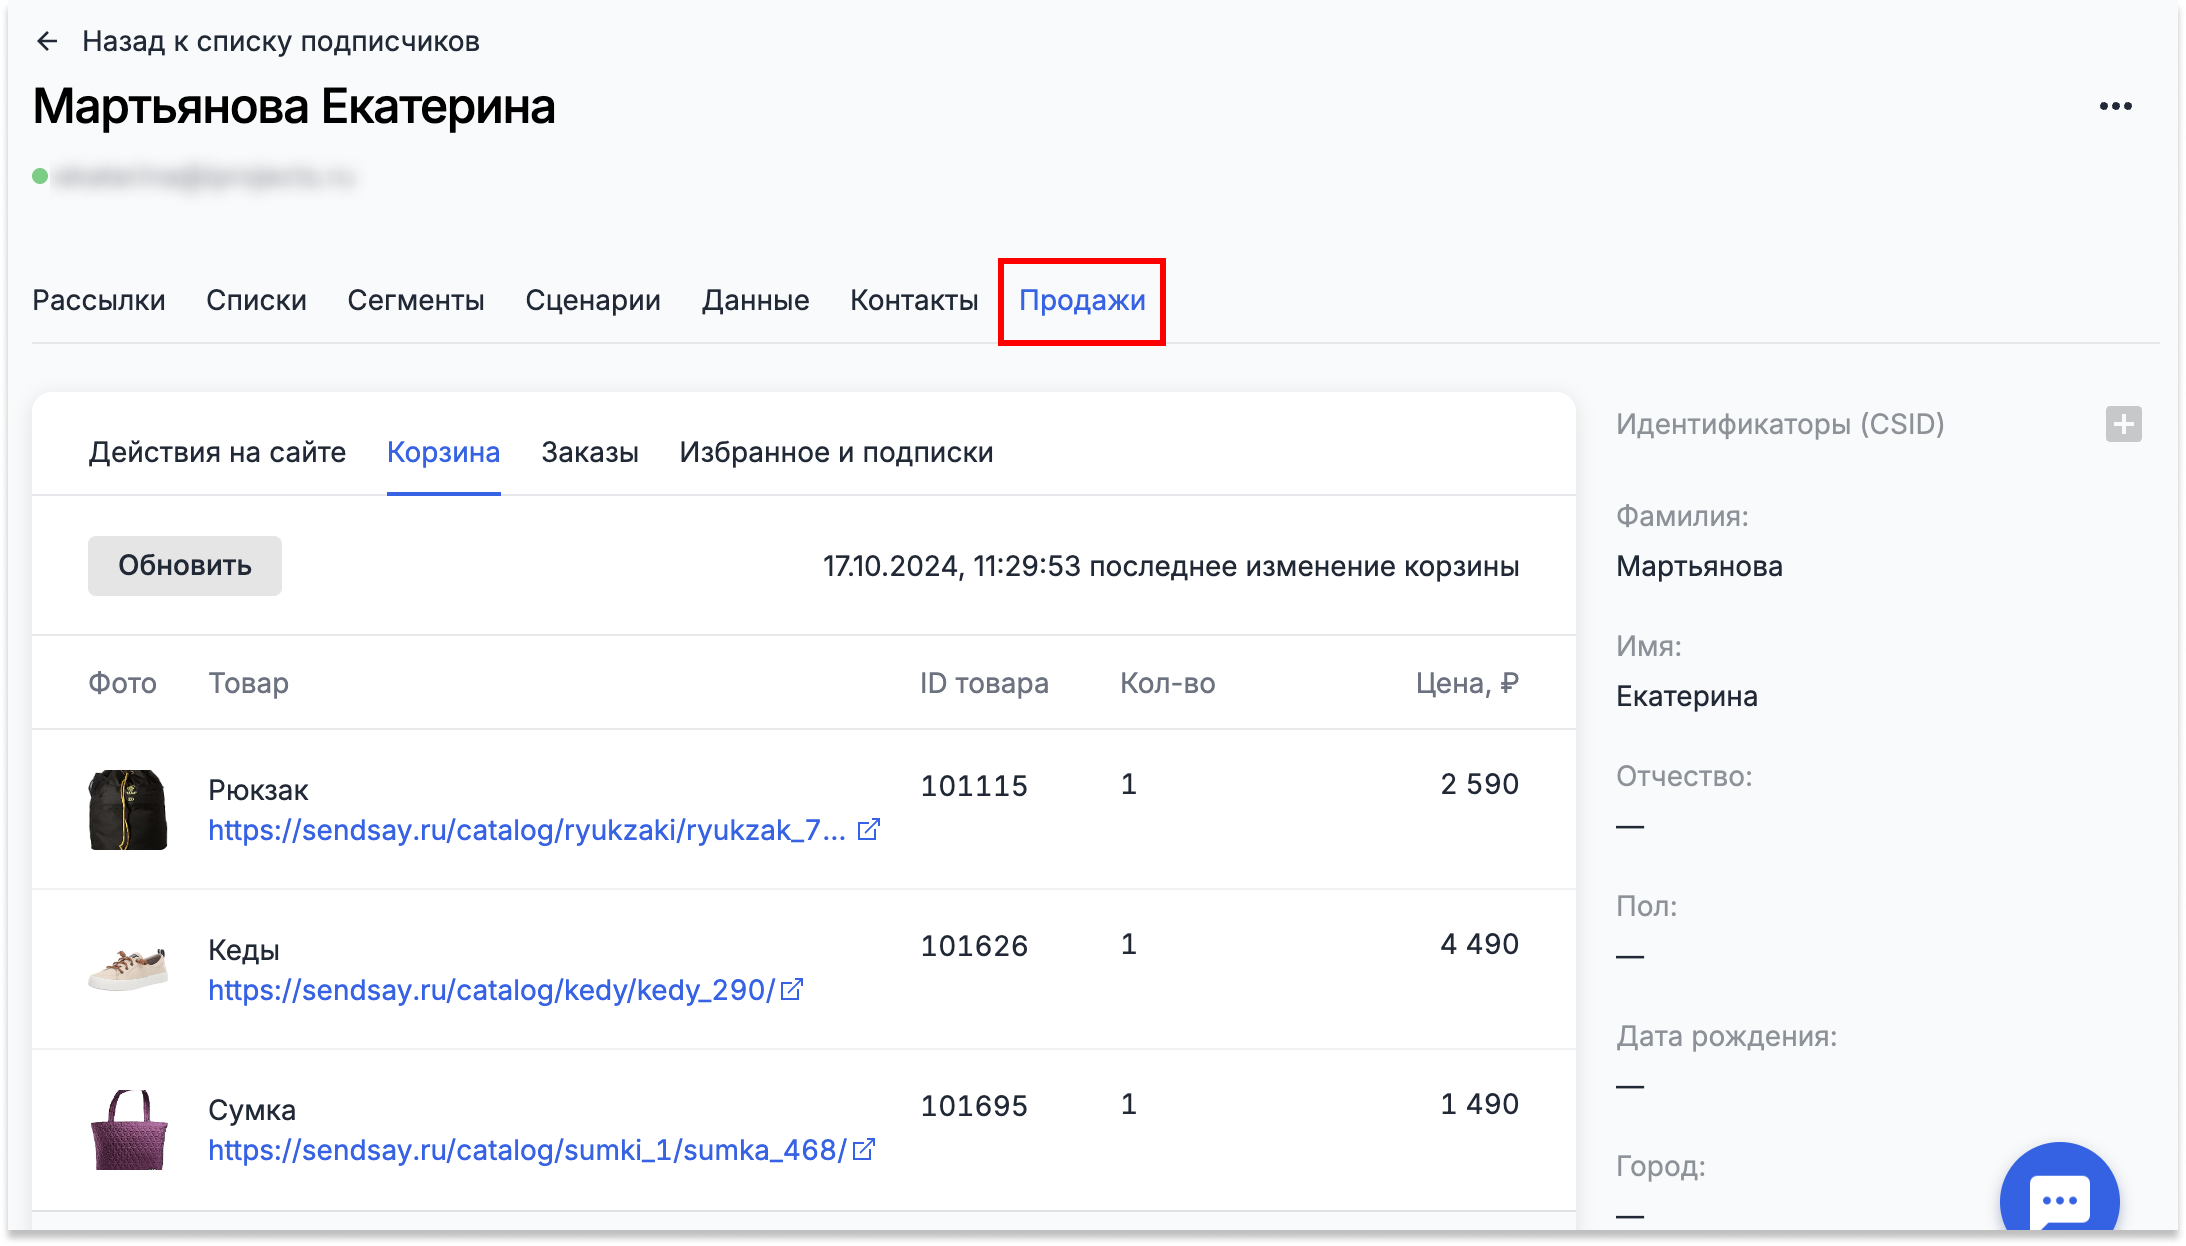 ← Назад к списку подписчиков
Мартьянова Екатерина
Рассылки Списки Сегменты Сценарии Данные Контакты Продажи
Действия на сайте Корзина Заказы Избранное и подписки
Обновить 17.10.2024, 11:29:53 последнее изменение корзины
Фото Товар ID товара Кол-во Цена, ₽
Рюкзак 101115 1 2 590
https://sendsay.ru/catalog/ryukzaki/ryukzak_7...
Кеды 101626 1 4 490
https://sendsay.ru/catalog/kedy/kedy_290/
Сумка 101695 1 1 490
https://sendsay.ru/catalog/sumki_1/sumka_468/
Идентификаторы (CSID)
Фамилия:
Мартьянова
Имя:
Екатерина
Отчество:
—
Пол:
—
Дата рождения:
—
Город:
—